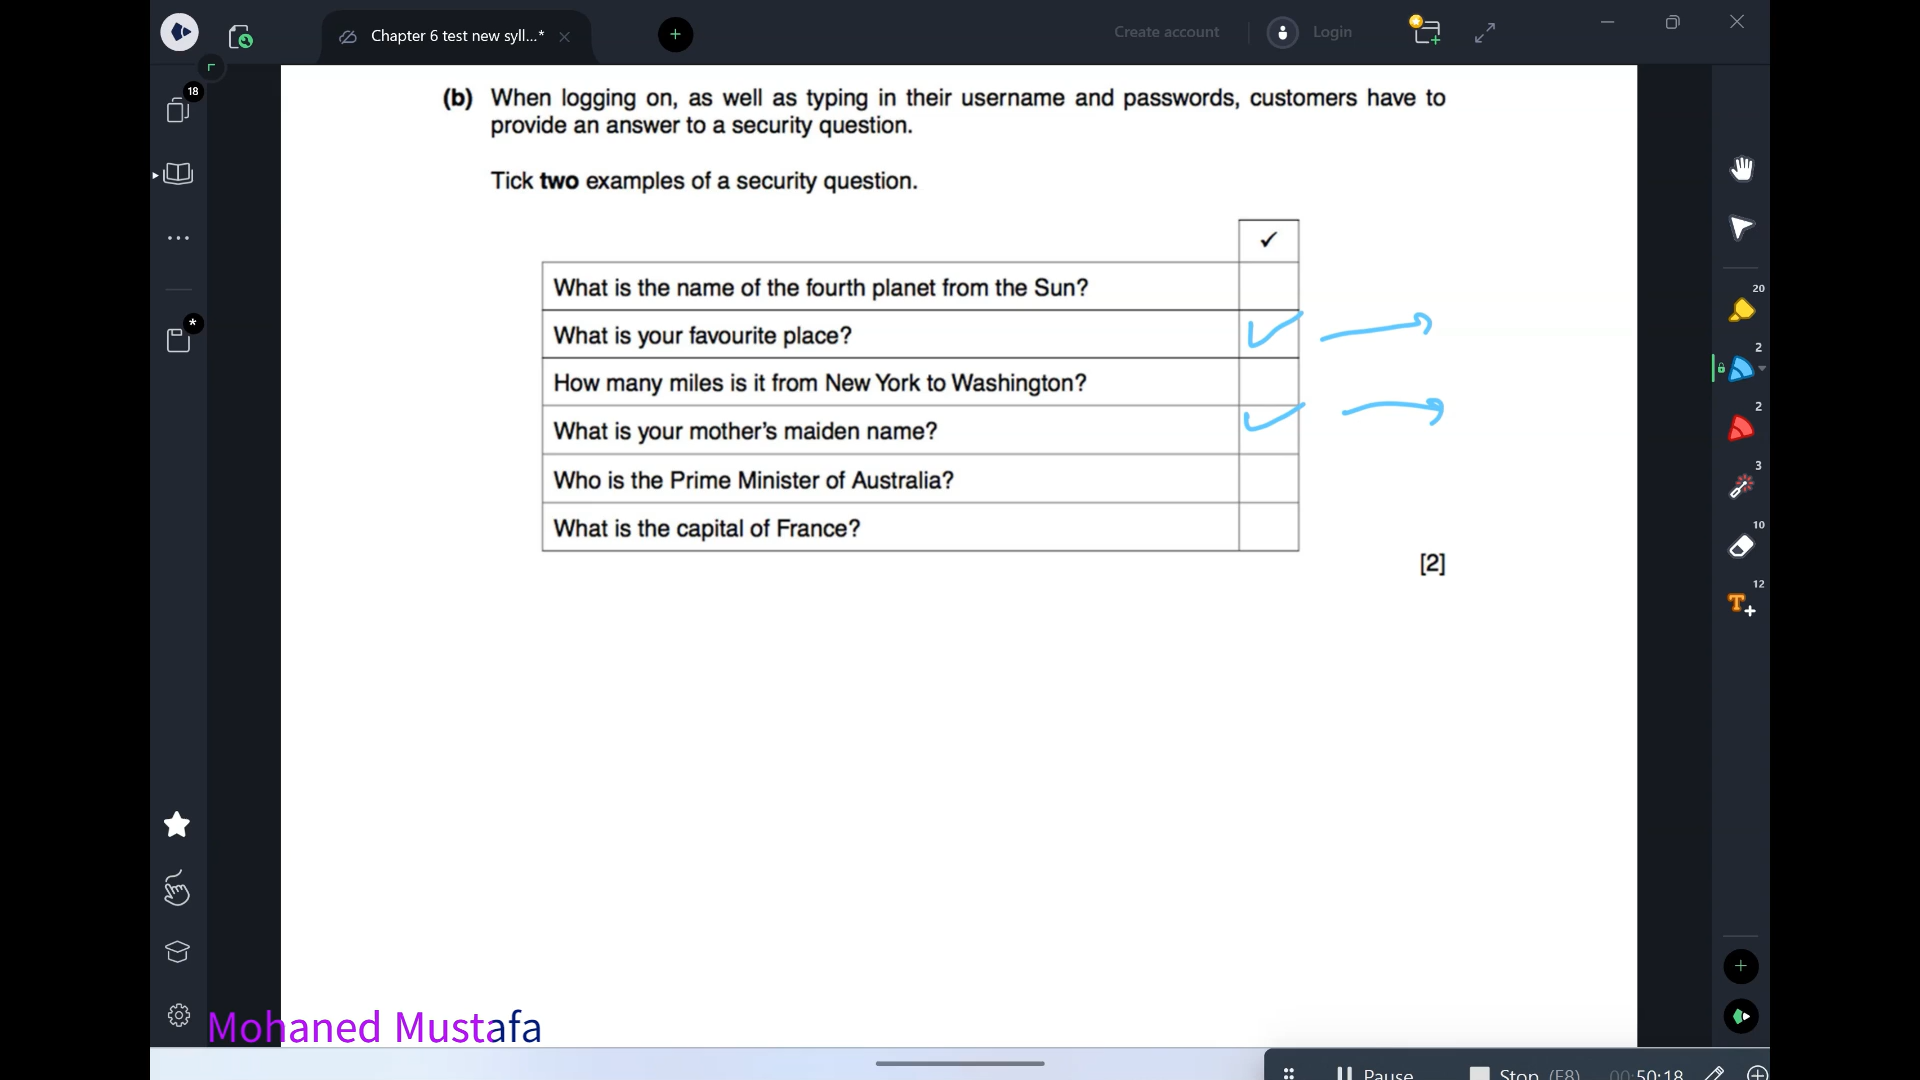 Chapter 6 test new syll...*
Create account
Login
18
(b) When logging on, as well as typing in their username and passwords, customers have to
provide an answer to a security question.
Tick two examples of a security question.
✓
What is the name of the fourth planet from the Sun?
What is your favourite place?
How many miles is it from New York to Washington?
What is your mother's maiden name?
Who is the Prime Minister of Australia?
What is the capital of France?
[2]
20
2
2
3
10
12
Mohaned Mustafa
Pause
Stop (F8)
00:50:18